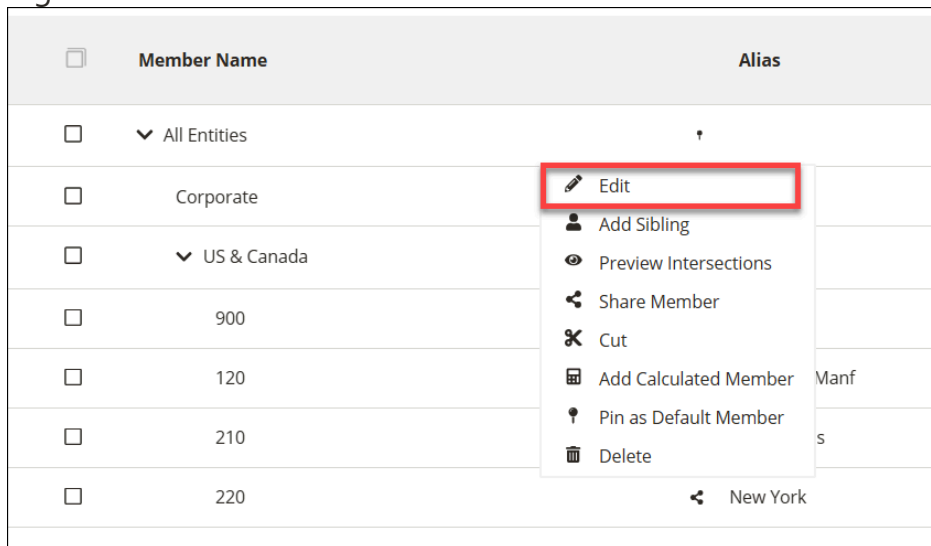 Member Name Alias
All Entities
Corporate
Edit
Add Sibling
US & Canada
Preview Intersections
Share Member
900
Cut
120
Add Calculated Member Manf
Pin as Default Member
210 s
Delete
220 New York